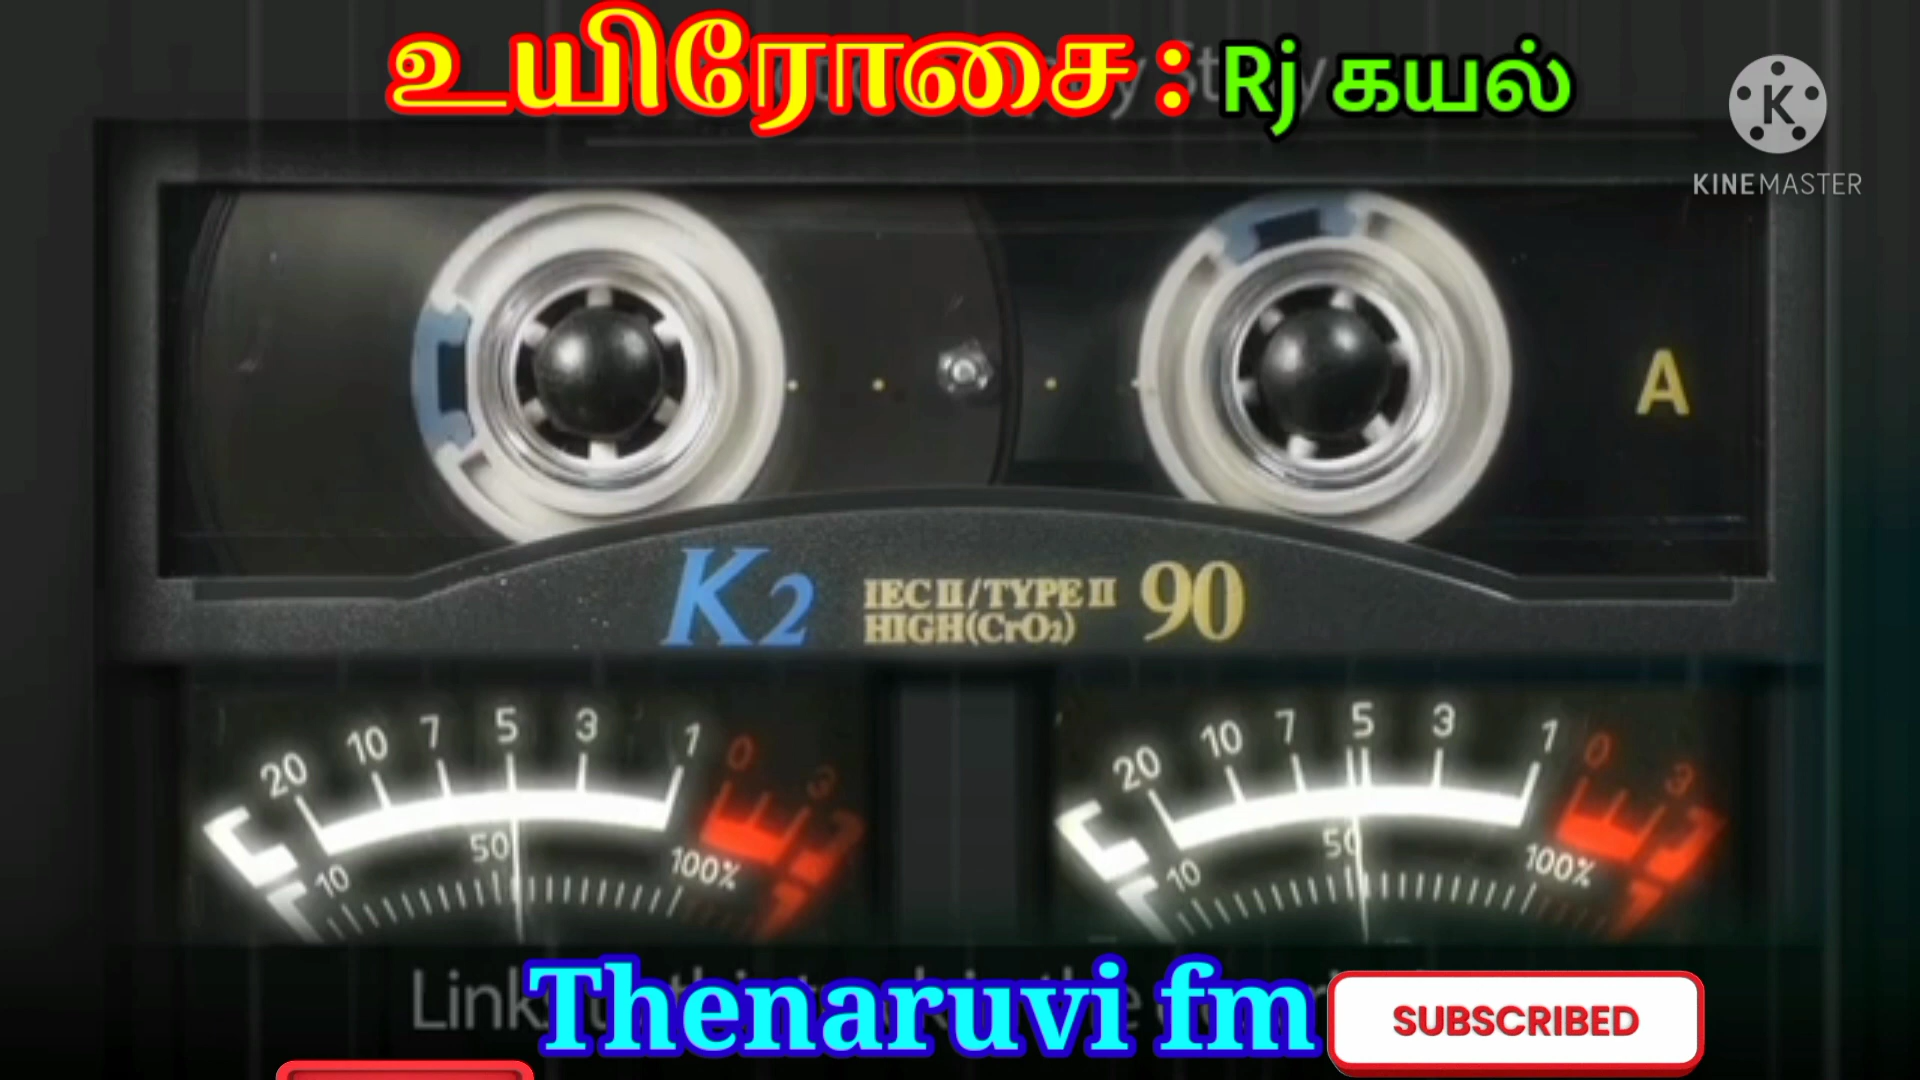 உயிரோசை : Rj கயல்
K
KINEMASTER
A
K2 IEC II/TYPE II 90
HIGH(CrO2)
20 10 7 5 3 1 0 3
10 50 100%
20 10 7 5 3 1 0 3
10 50 100%
Link
Thenaruvi fm
SUBSCRIBED